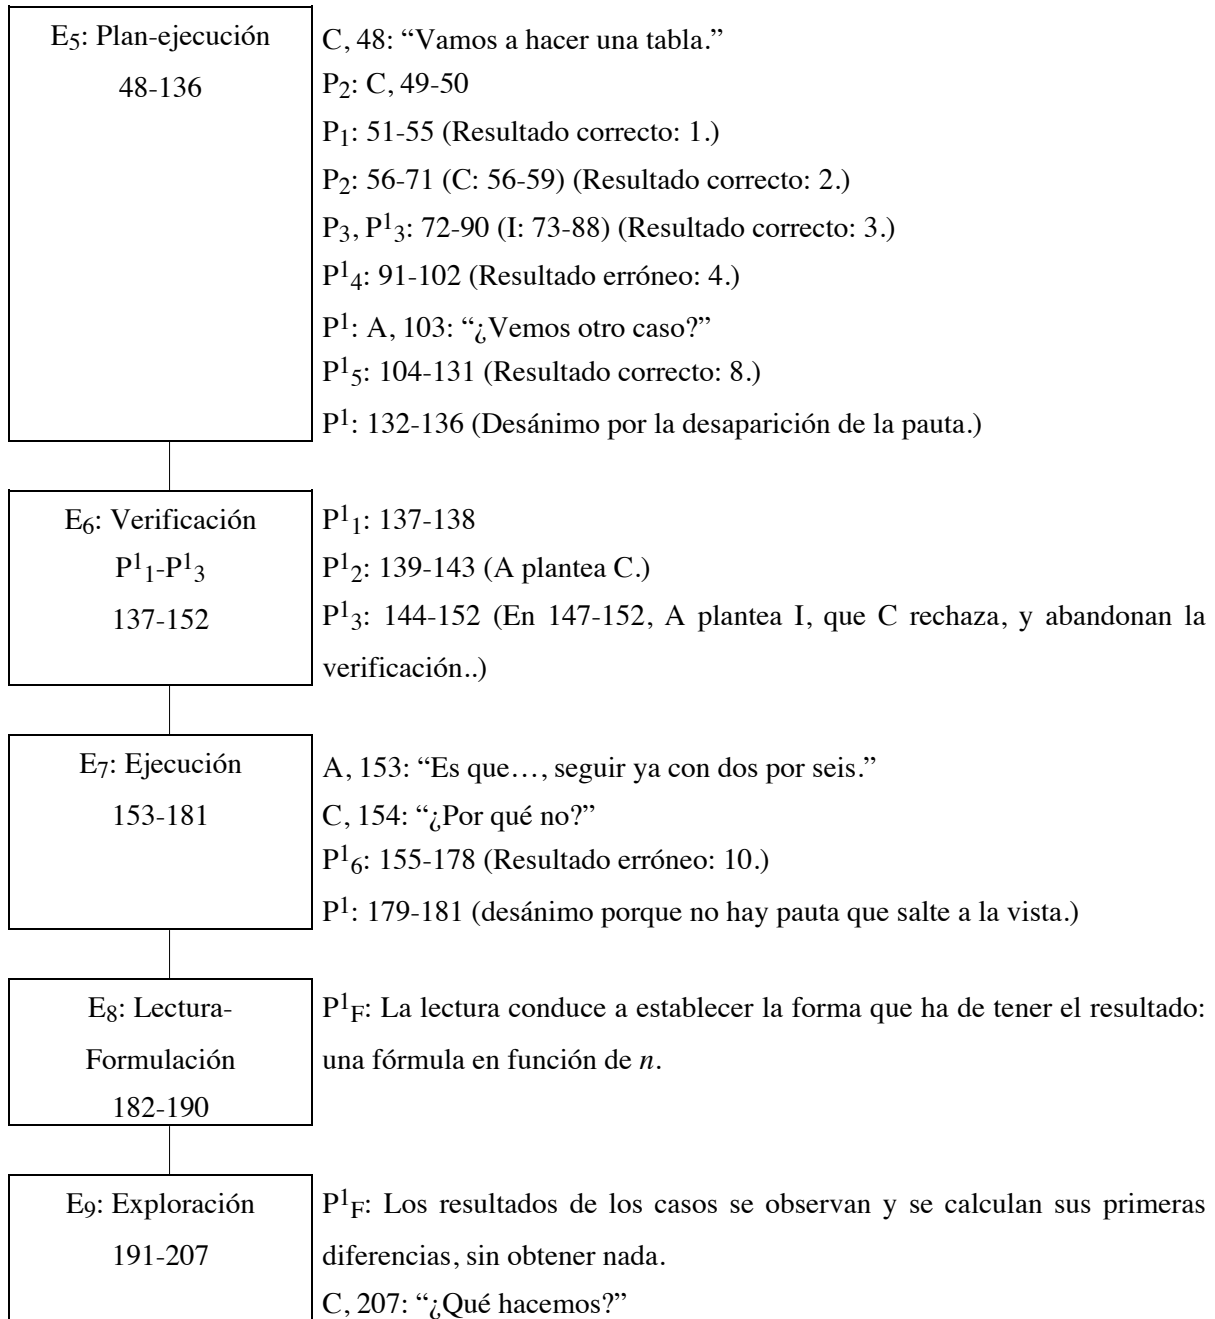 E5: Plan-ejecución
48-136
C, 48: “Vamos a hacer una tabla.”
P2: C, 49-50
P1: 51-55 (Resultado correcto: 1.)
P2: 56-71 (C: 56-59) (Resultado correcto: 2.)
P3, P¹3: 72-90 (I: 73-88) (Resultado correcto: 3.)
P¹4: 91-102 (Resultado erróneo: 4.)
P¹: A, 103: “¿Vemos otro caso?”
P¹5: 104-131 (Resultado correcto: 8.)
P¹: 132-136 (Desánimo por la desaparición de la pauta.)
E6: Verificación
P¹1-P¹3
137-152
P¹1: 137-138
P¹2: 139-143 (A plantea C.)
P¹3: 144-152 (En 147-152, A plantea I, que C rechaza, y abandonan la
verificación..)
E7: Ejecución
153-181
A, 153: “Es que…, seguir ya con dos por seis.”
C, 154: “¿Por qué no?”
P¹6: 155-178 (Resultado erróneo: 10.)
P¹: 179-181 (desánimo porque no hay pauta que salte a la vista.)
E8: Lectura-
Formulación
182-190
P¹F: La lectura conduce a establecer la forma que ha de tener el resultado:
una fórmula en función de n.
E9: Exploración
191-207
P¹F: Los resultados de los casos se observan y se calculan sus primeras
diferencias, sin obtener nada.
C, 207: “¿Qué hacemos?”